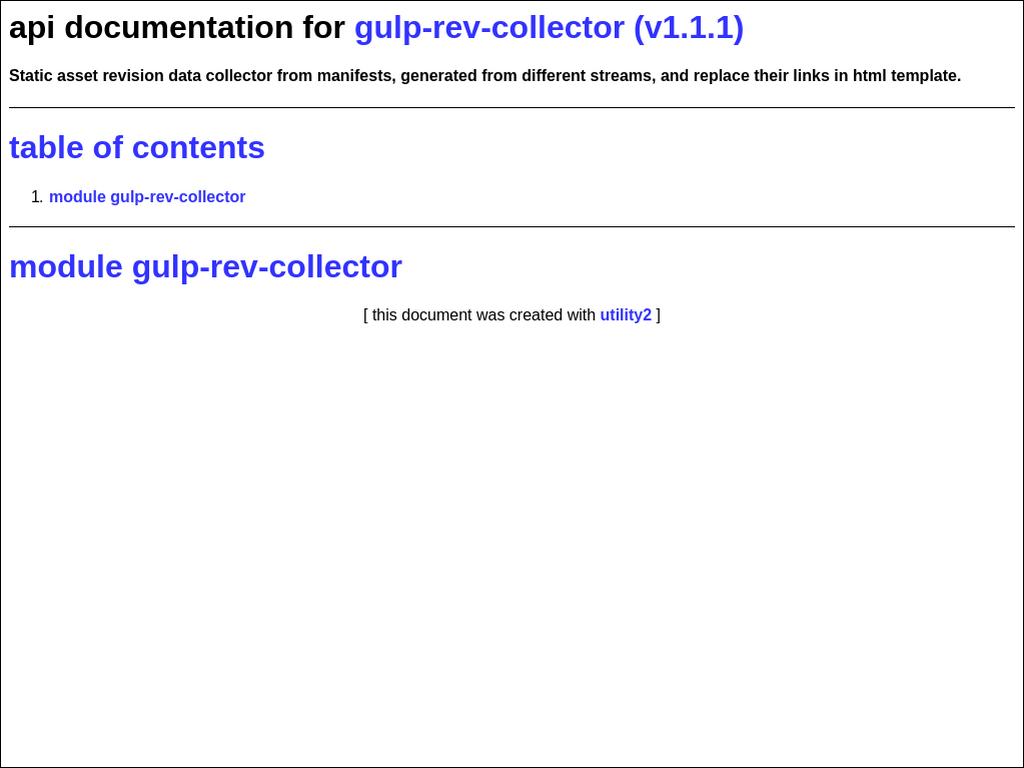 api documentation for gulp-rev-collector (v1.1.1)
Static asset revision data collector from manifests, generated from different streams, and replace their links in html template.
table of contents
1. module gulp-rev-collector
module gulp-rev-collector
[ this document was created with utility2 ]